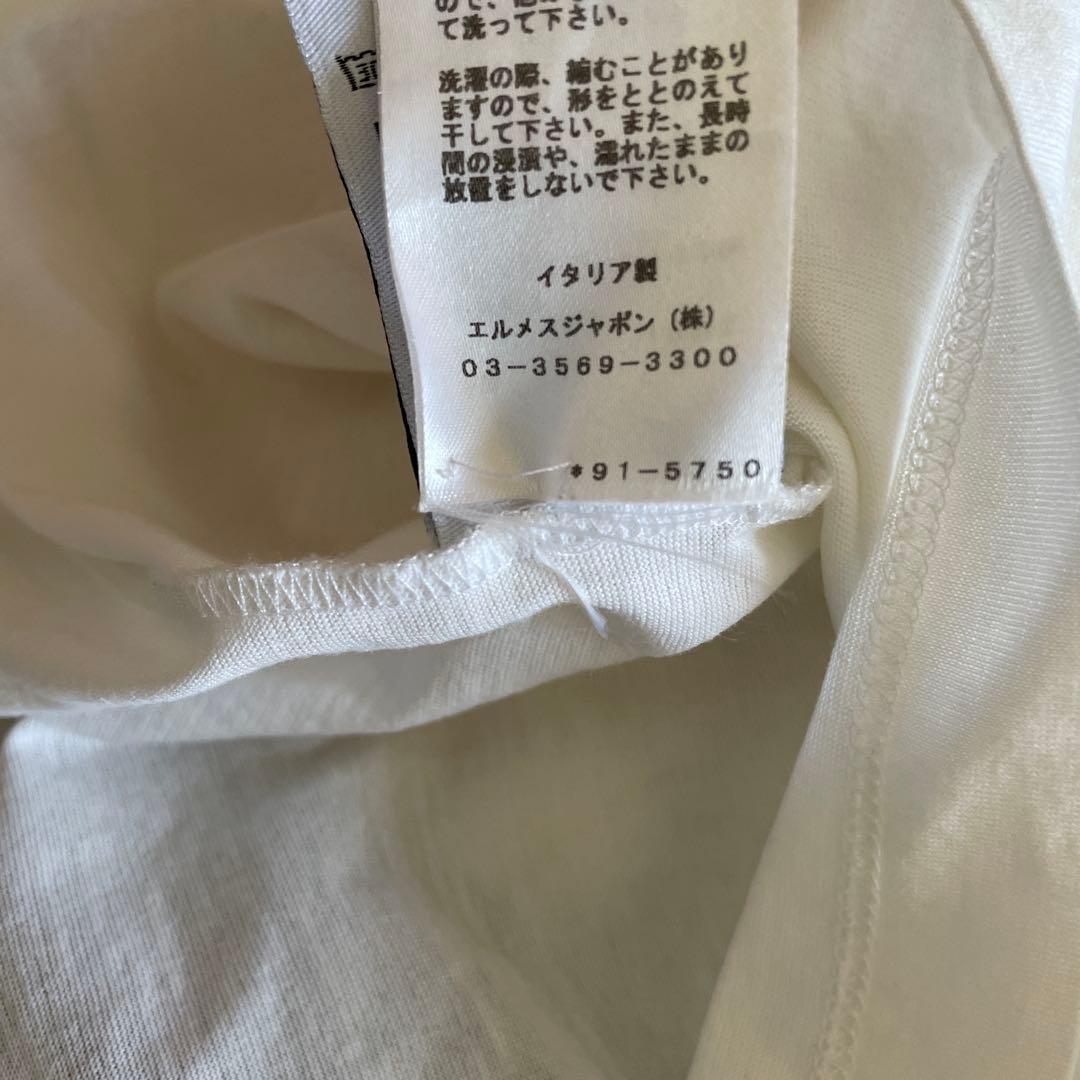 て洗って下さい。
洗濯の際、縮むことがあり
ますので、形をととのえて
干して下さい。また、長時
間の浸漬や、濡れたままの
放置をしないで下さい。
イタリア製
エルメスジャポン（株）
03-3569-3300
*91-5750